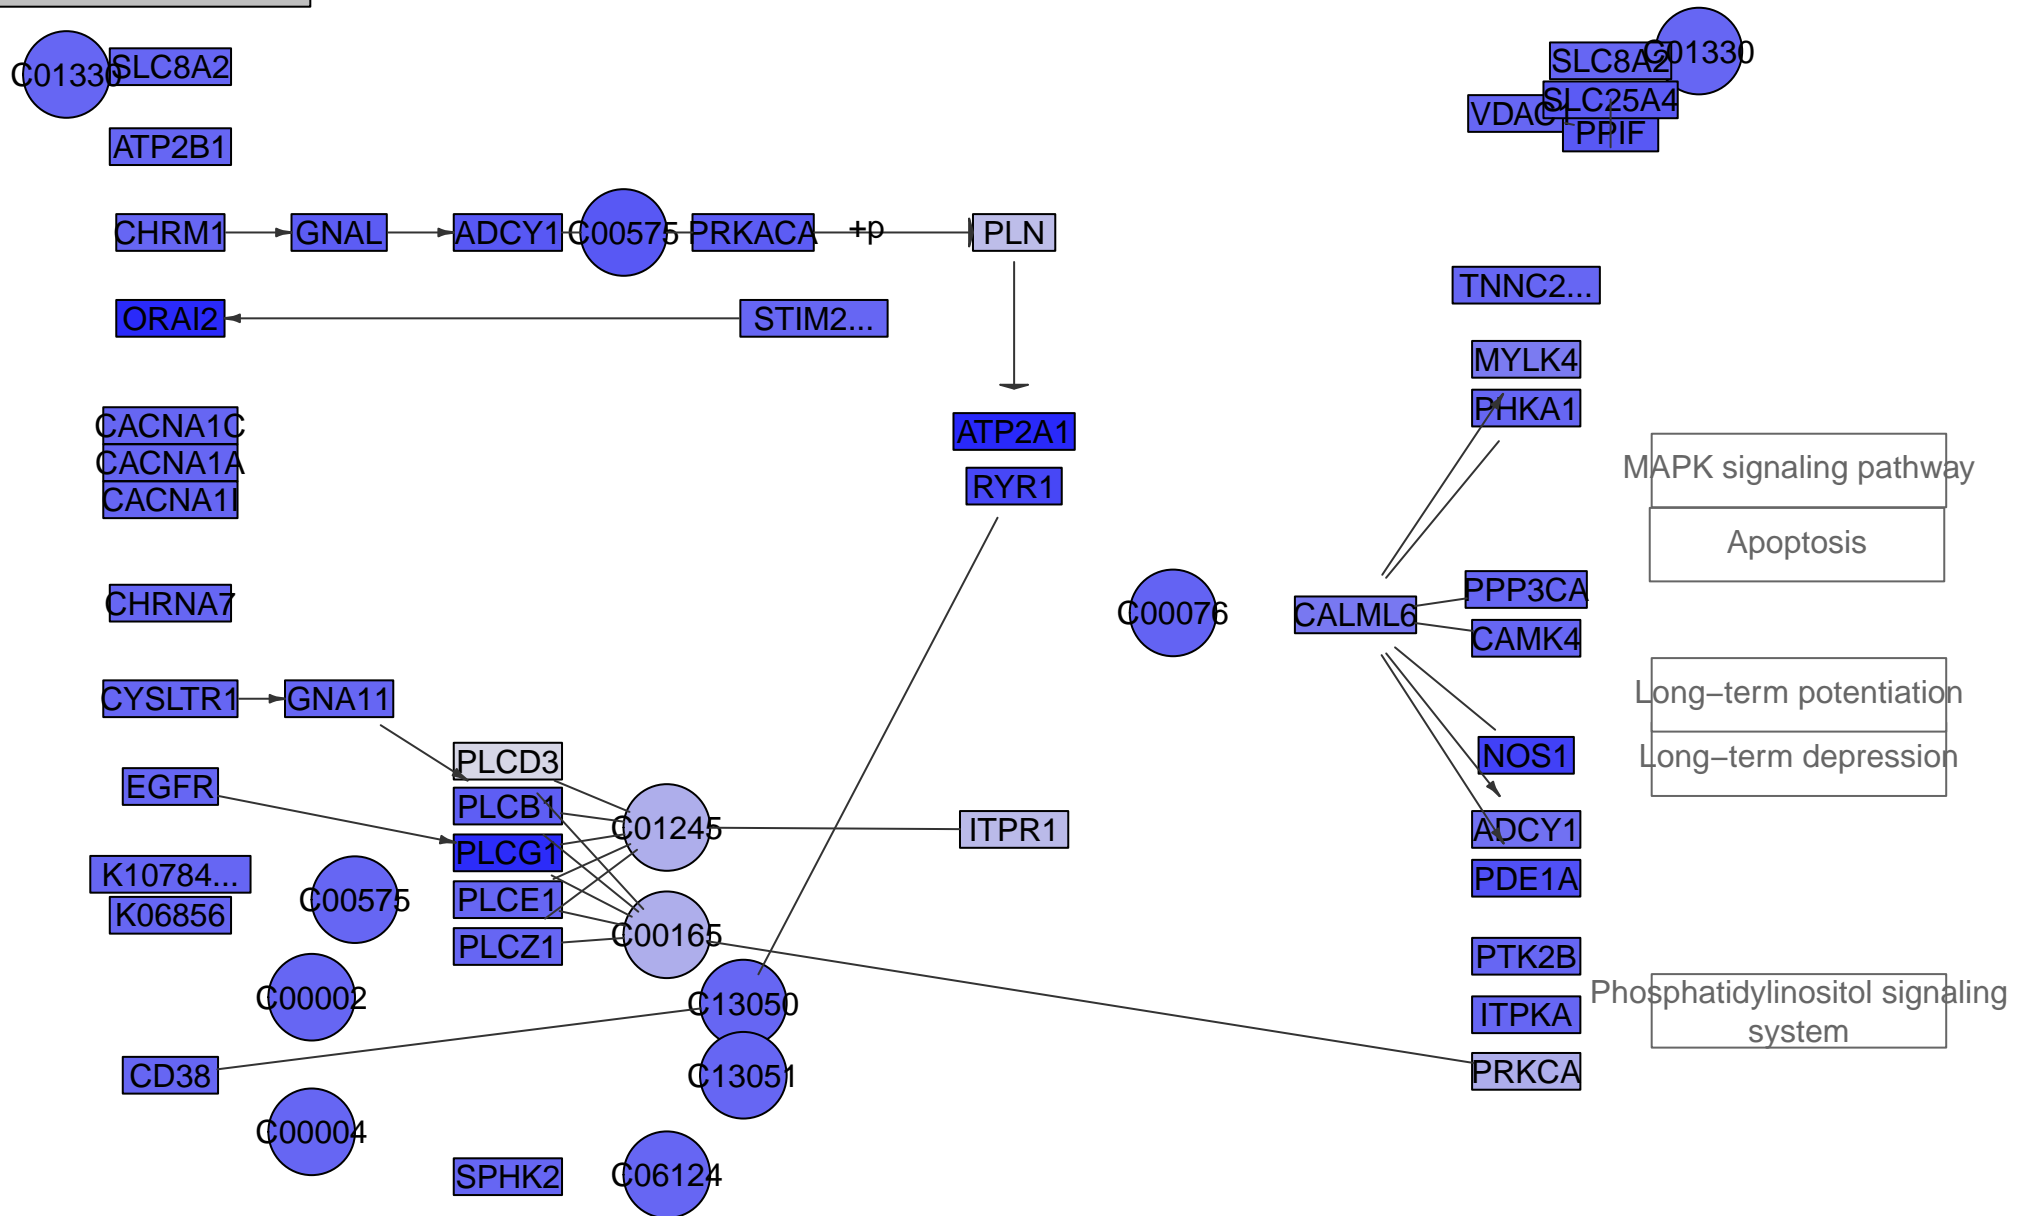 C01330
SLC8A2
SLC8A2
C01330
SLC25A4
VDAC1
PPIF
ATP2B1
CHRM1
GNAL
ADCY1
C00575
PRKACA
+p
PLN
TNNC2...
ORAI2
STIM2...
MYLK4
PHKA1
CACNA1C
CACNA1A
CACNA1I
ATP2A1
RYR1
MAPK signaling pathway
Apoptosis
CHRNA7
C00076
CALML6
PPP3CA
CAMK4
CYSLTR1
GNA11
Long−term potentiation
Long−term depression
NOS1
PLCD3
EGFR
PLCB1
C01245
ITPR1
ADCY1
PLCG1
K10784...
K06856
C00575
PLCE1
PDE1A
PLCZ1
C00165
PTK2B
C00002
C13050
ITPKA
Phosphatidylinositol signaling
system
CD38
C13051
PRKCA
C00004
SPHK2
C06124